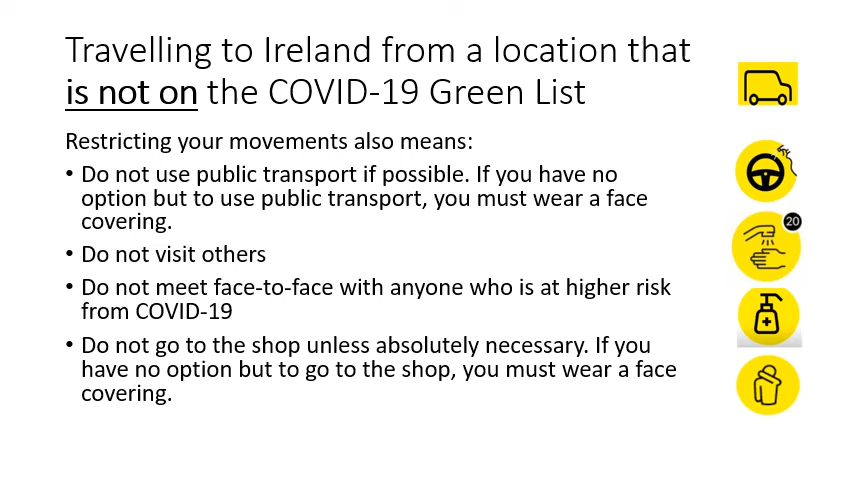 Travelling to Ireland from a location that
is not on the COVID-19 Green List
Restricting your movements also means:
• Do not use public transport if possible. If you have no
option but to use public transport, you must wear a face
covering.
• Do not visit others
• Do not meet face-to-face with anyone who is at higher risk
from COVID-19
• Do not go to the shop unless absolutely necessary. If you
have no option but to go to the shop, you must wear a face
covering.
20